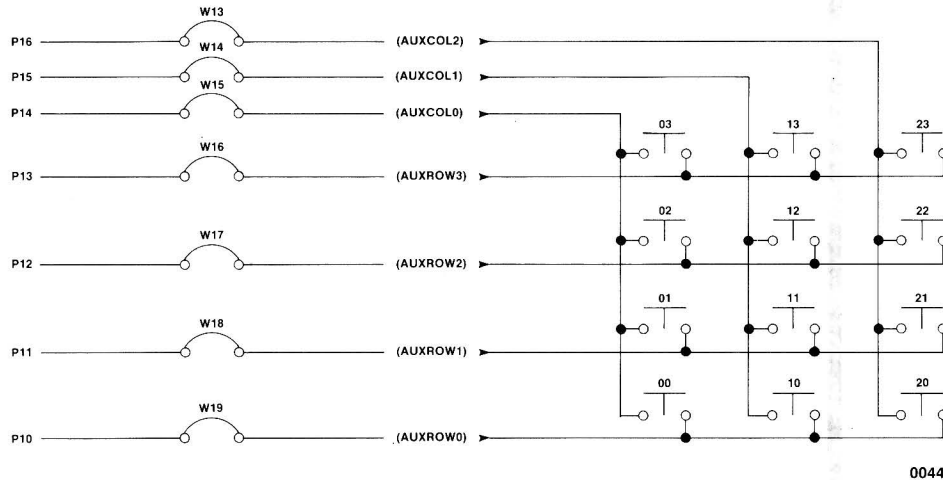 W13
P16 (AUXCOL2)
W14
P15 (AUXCOL1)
W15
P14 (AUXCOL0)
03 13 23
W16
P13 (AUXROW3)
02 12 22
W17
P12 (AUXROW2)
01 11 21
W18
P11 (AUXROW1)
00 10 20
W19
P10 (AUXROW0)
0044